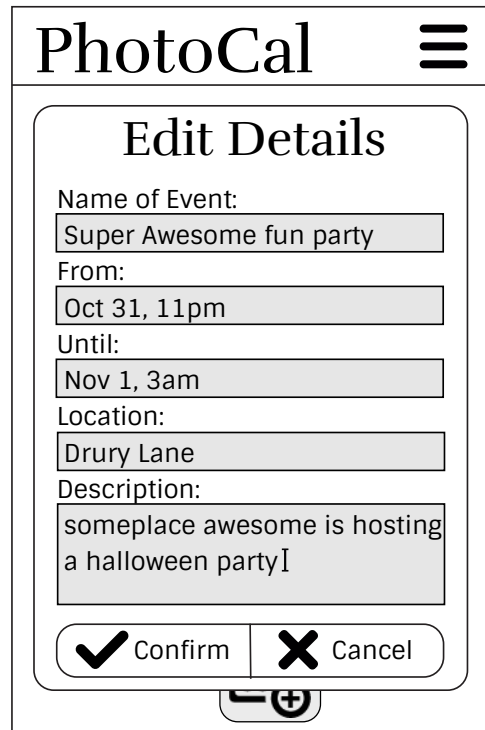 PhotoCal
Edit Details
Name of Event:
Super Awesome fun party
From:
Oct 31, 11pm
Until:
Nov 1, 3am
Location:
Drury Lane
Description:
someplace awesome is hosting
a halloween party
Confirm Cancel